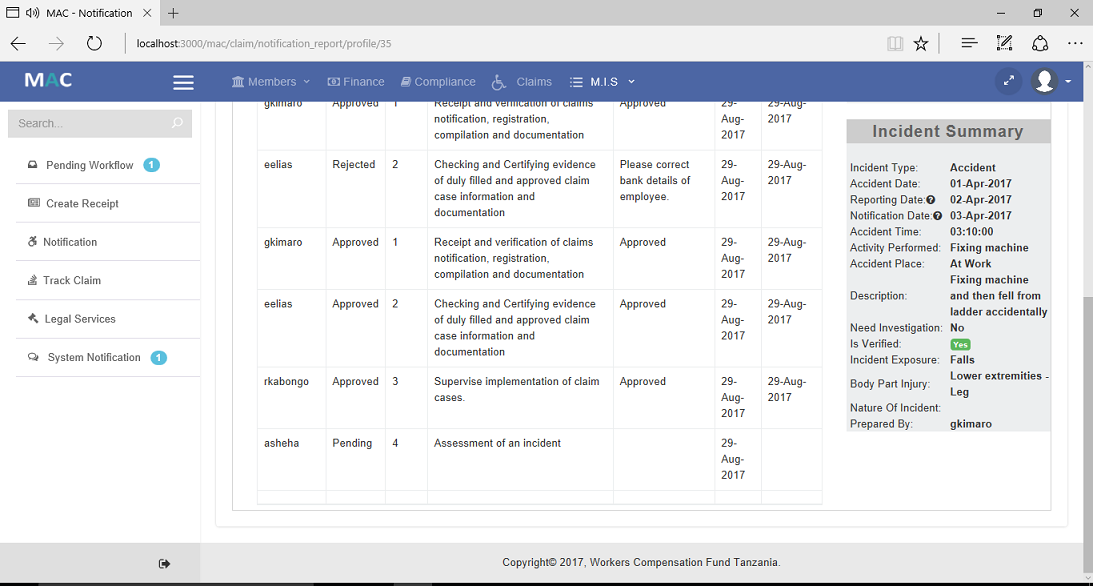 MAC - Notification
localhost:3000/mac/claim/notification_report/profile/35
MAC
Members
Finance
Compliance
Claims
M.I.S
Search...
Pending Workflow 1
Create Receipt
Notification
Track Claim
Legal Services
System Notification 1
gkimaro Approved 1 Receipt and verification of claims Approved 29- 29-Aug-
notification, registration, Aug- 2017
compilation and documentation 2017
eelias Rejected 2 Checking and Certifying evidence Please correct 29- 29-Aug-
of duly filled and approved claim bank details of Aug- 2017
case information and employee. 2017
documentation
gkimaro Approved 1 Receipt and verification of claims Approved 29- 29-Aug-
notification, registration, Aug- 2017
compilation and documentation 2017
eelias Approved 2 Checking and Certifying evidence Approved 29- 29-Aug-
of duly filled and approved claim Aug- 2017
case information and 2017
documentation
rkabongo Approved 3 Supervise implementation of claim Approved 29- 29-Aug-
cases. Aug- 2017
2017
asheha Pending 4 Assessment of an incident 29-
Aug-
2017
Incident Summary
Incident Type: Accident
Accident Date: 01-Apr-2017
Reporting Date: 02-Apr-2017
Notification Date: 03-Apr-2017
Accident Time: 03:10:00
Activity Performed: Fixing machine
Accident Place: At Work
Fixing machine
Description: and then fell from
ladder accidentally
Need Investigation: No
Is Verified: Yes
Incident Exposure: Falls
Body Part Injury: Lower extremities -
Leg
Nature Of Incident:
Prepared By: gkimaro
Copyright© 2017, Workers Compensation Fund Tanzania.